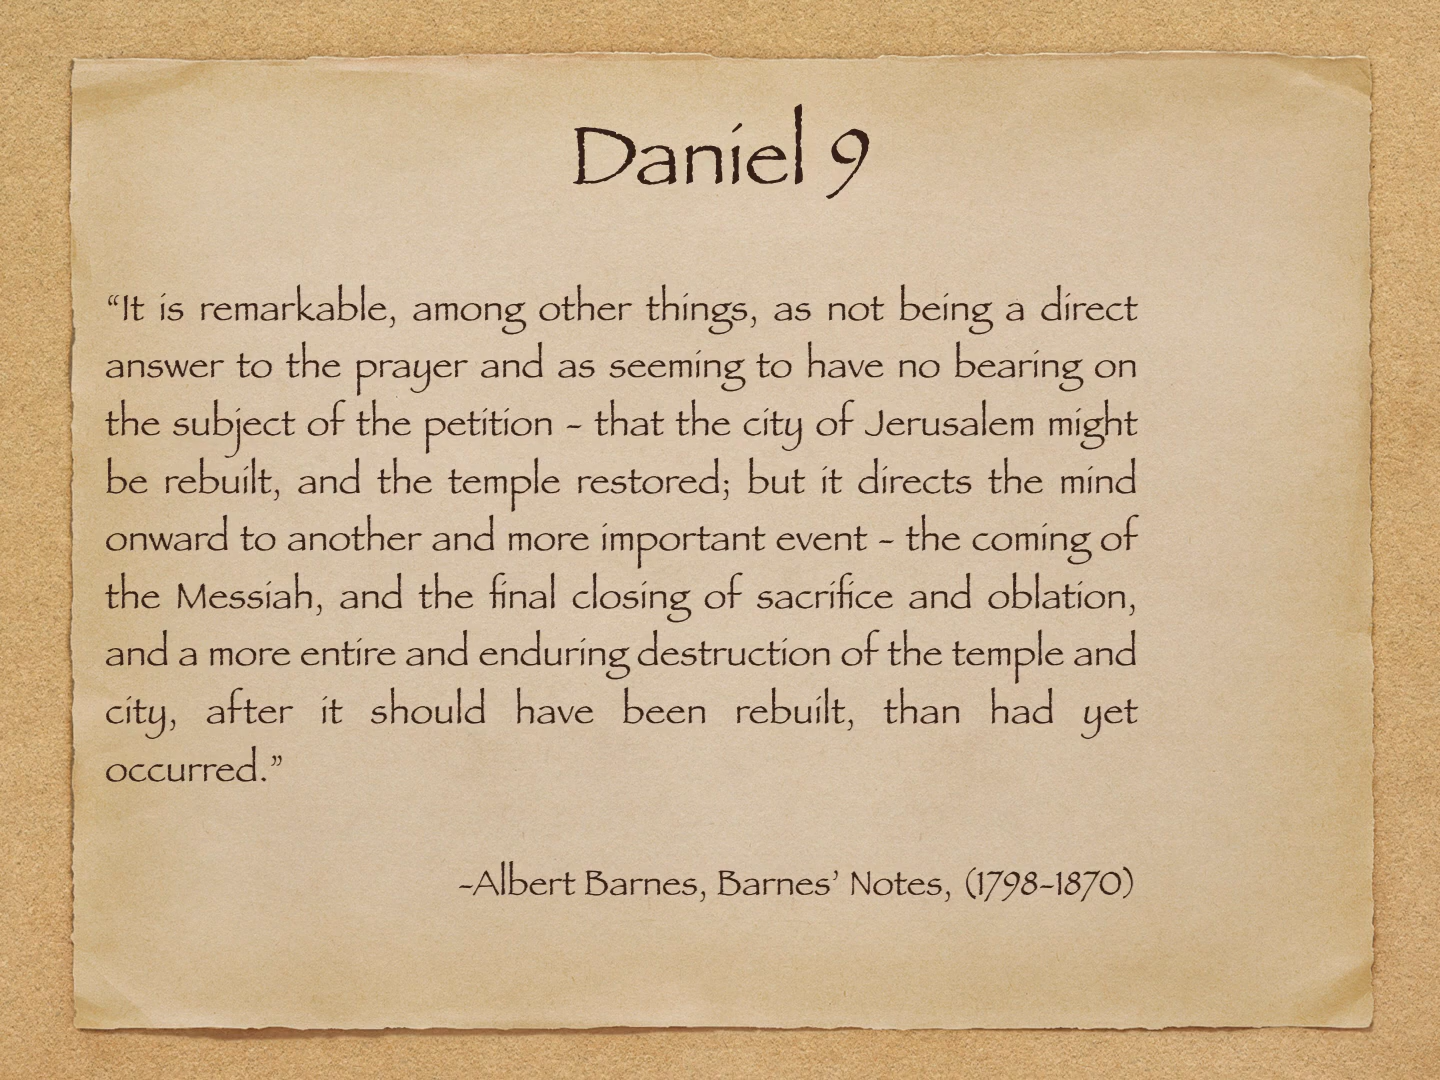 Daniel 9
“It is remarkable, among other things, as not being a direct
answer to the prayer and as seeming to have no bearing on
the subject of the petition - that the city of Jerusalem might
be rebuilt, and the temple restored; but it directs the mind
onward to another and more important event - the coming of
the Messiah, and the final closing of sacrifice and oblation,
and a more entire and enduring destruction of the temple and
city, after it should have been rebuilt, than had yet
occurred.”
-Albert Barnes, Barnes’ Notes, (1798-1870)